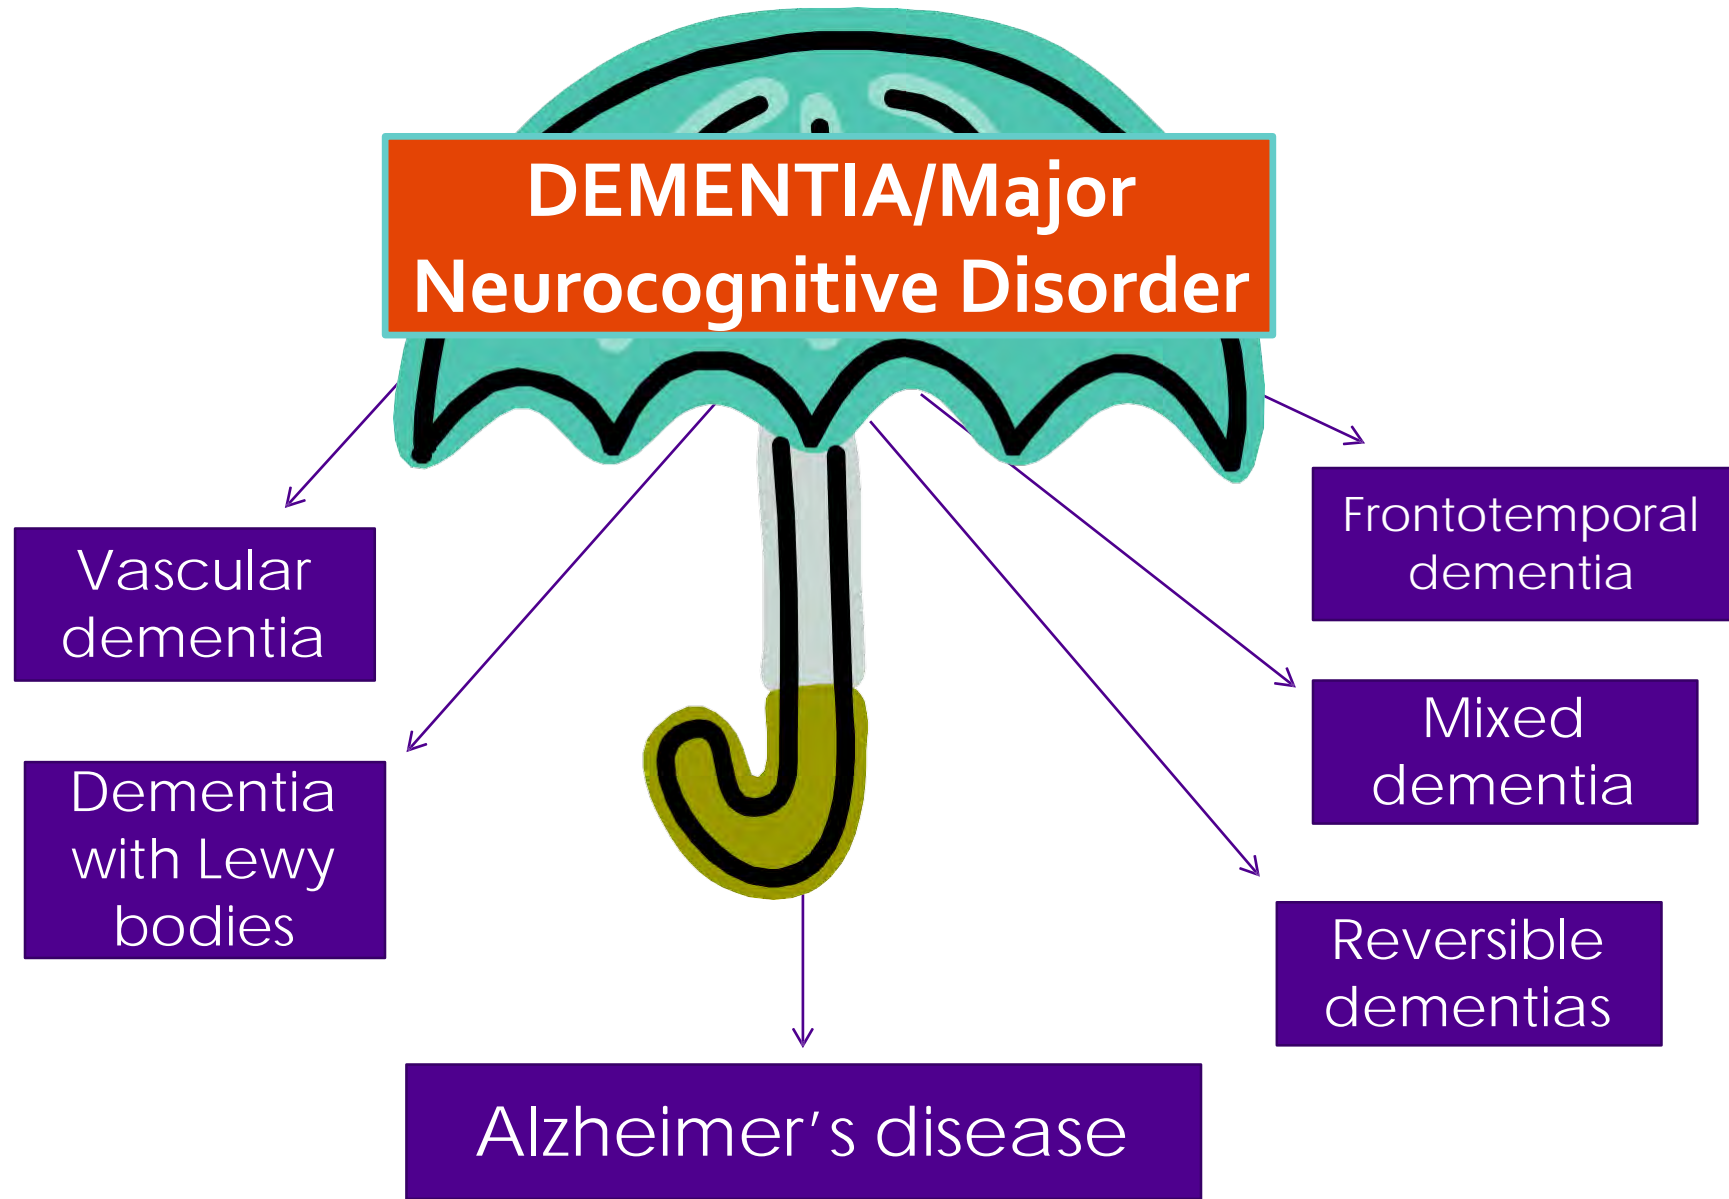 DEMENTIA/Major
Neurocognitive Disorder
Vascular
dementia
Dementia
with Lewy
bodies
Alzheimer’s disease
Frontotemporal
dementia
Mixed
dementia
Reversible
dementias